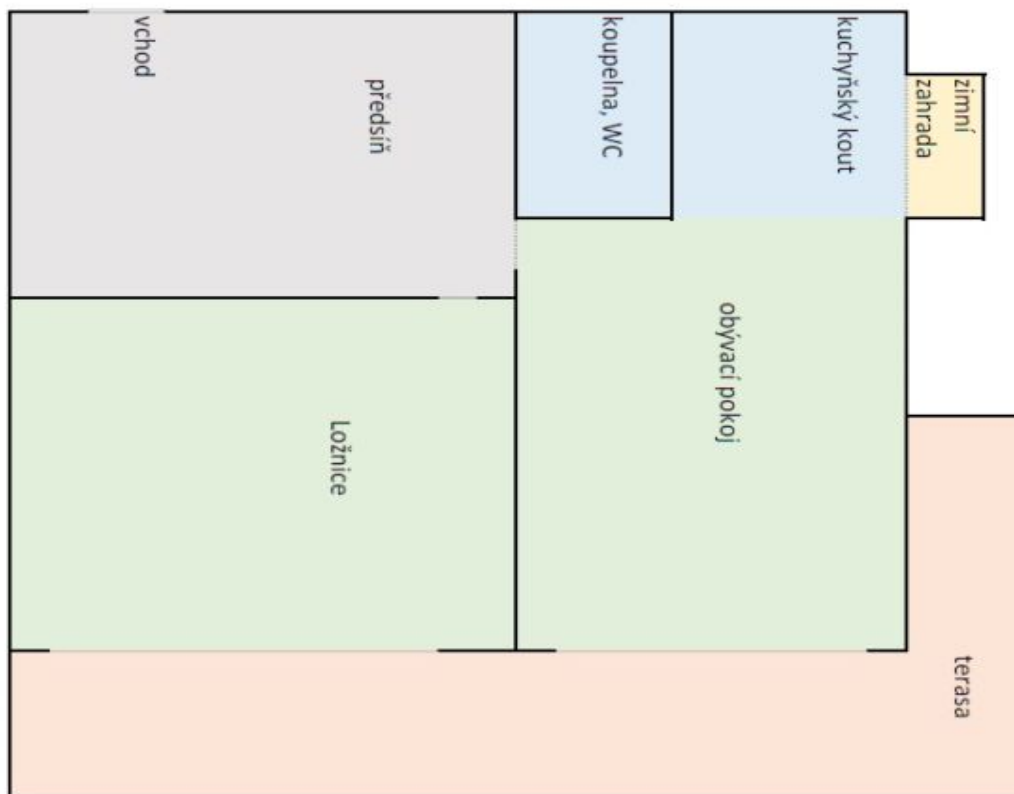 vchod
předsíň
koupelna, WC
kuchyňský kout
zimní
zahrada
obývací pokoj
Ložnice
terasa